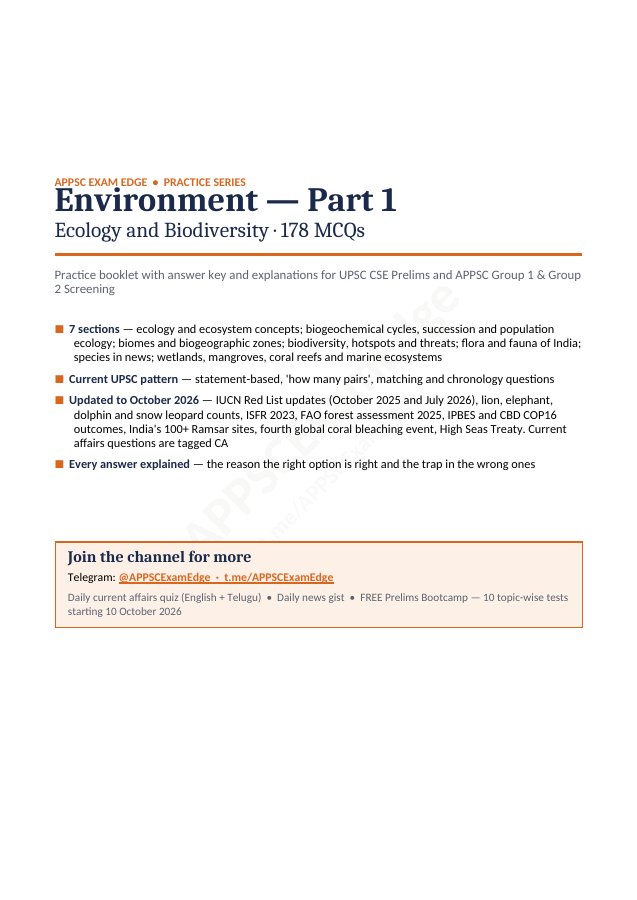 APPSC EXAM EDGE • PRACTICE SERIES
Environment — Part 1
Ecology and Biodiversity · 178 MCQs
Practice booklet with answer key and explanations for UPSC CSE Prelims and APPSC Group 1 & Group
2 Screening
■ 7 sections — ecology and ecosystem concepts; biogeochemical cycles, succession and population
ecology; biomes and biogeographic zones; biodiversity, hotspots and threats; flora and fauna of India;
species in news; wetlands, mangroves, coral reefs and marine ecosystems
■ Current UPSC pattern — statement-based, 'how many pairs', matching and chronology questions
■ Updated to October 2026 — IUCN Red List updates (October 2025 and July 2026), lion, elephant,
dolphin and snow leopard counts, ISFR 2023, FAO forest assessment 2025, IPBES and CBD COP16
outcomes, India's 100+ Ramsar sites, fourth global coral bleaching event, High Seas Treaty. Current
affairs questions are tagged CA
■ Every answer explained — the reason the right option is right and the trap in the wrong ones
Join the channel for more
Telegram: @APPSCExamEdge · t.me/APPSCExamEdge
Daily current affairs quiz (English + Telugu) • Daily news gist • FREE Prelims Bootcamp — 10 topic-wise tests
starting 10 October 2026